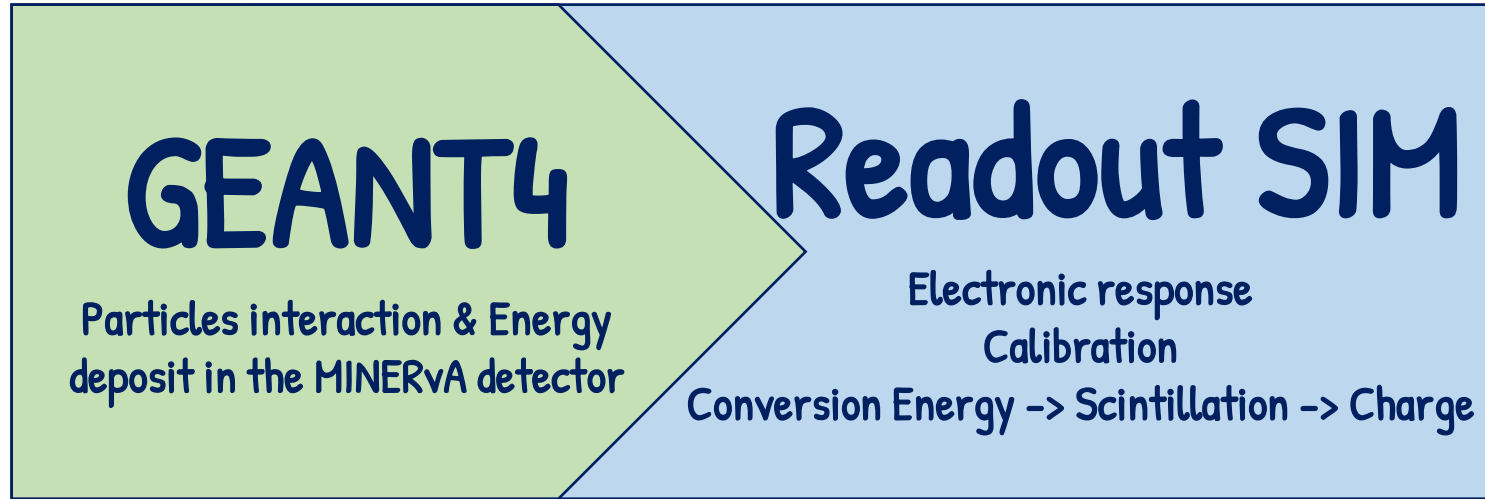 GEANT4
Particles interaction & Energy
deposit in the MINERvA detector
Readout SIM
Electronic response
Calibration
Conversion Energy -> Scintillation -> Charge